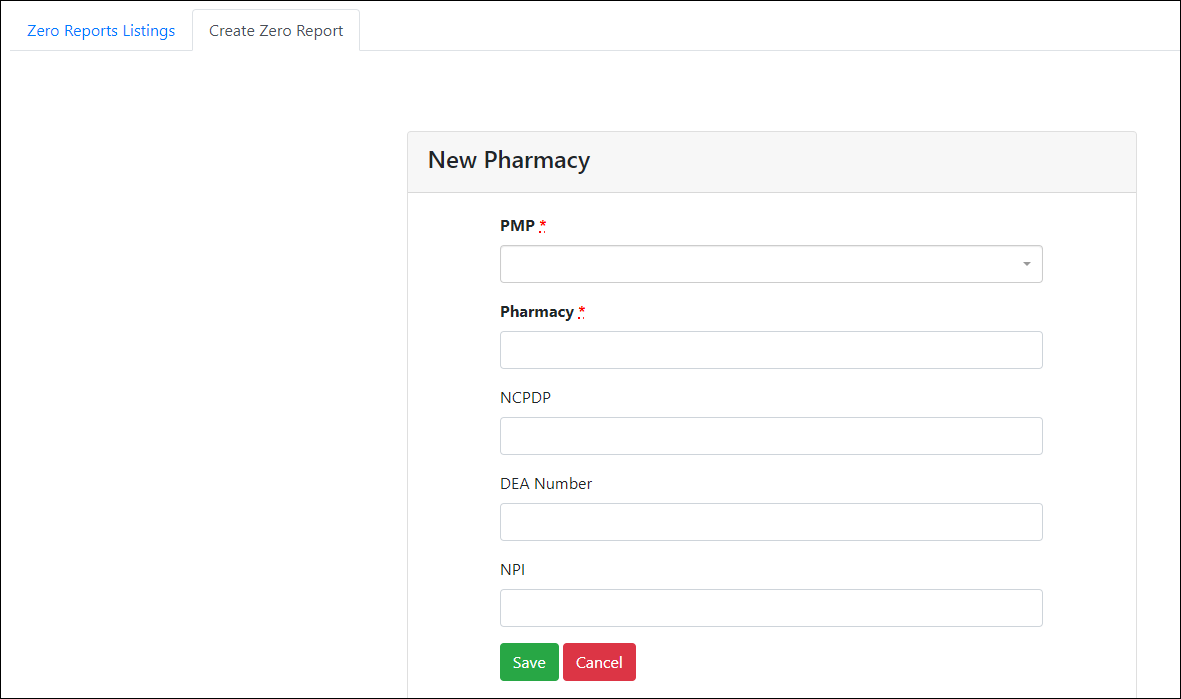 Zero Reports Listings
Create Zero Report
New Pharmacy
PMP *
Pharmacy *
NCPDP
DEA Number
NPI
Save
Cancel